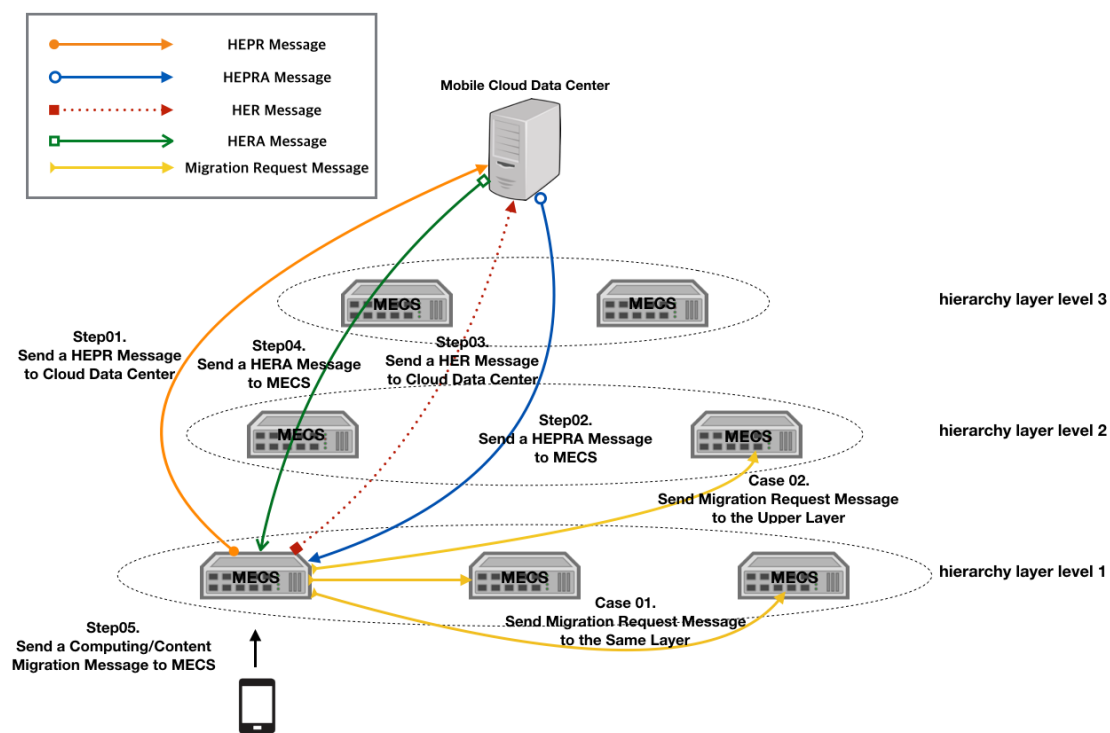 HEPR Message
HEPRA Message
HER Message
HERA Message
Migration Request Message
Mobile Cloud Data Center
MECS
MECS
hierarchy layer level 3
Step01.
Send a HEPR Message
to Cloud Data Center
Step04.
Send a HERA Message
to MECS
Step03.
Send a HER Message
to Cloud Data Center
MECS
Step02.
Send a HEPRA Message
to MECS
MECS
hierarchy layer level 2
Case 02.
Send Migration Request Message
to the Upper Layer
MECS
MECS
MECS
hierarchy layer level 1
Case 01.
Send Migration Request Message
to the Same Layer
Step05.
Send a Computing/Content
Migration Message to MECS